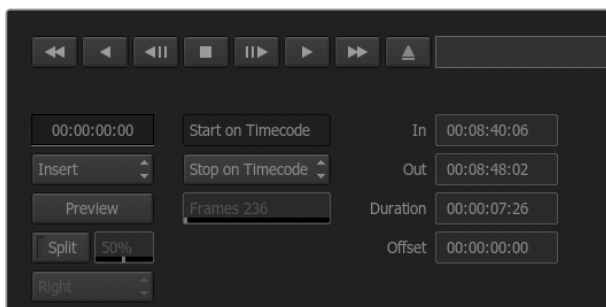 00:00:00:00 Start on Timecode In 00:08:40:06
Insert Stop on Timecode Out 00:08:48:02
Preview Frames 236 Duration 00:00:07:26
Split 50% Offset 00:00:00:00
Right